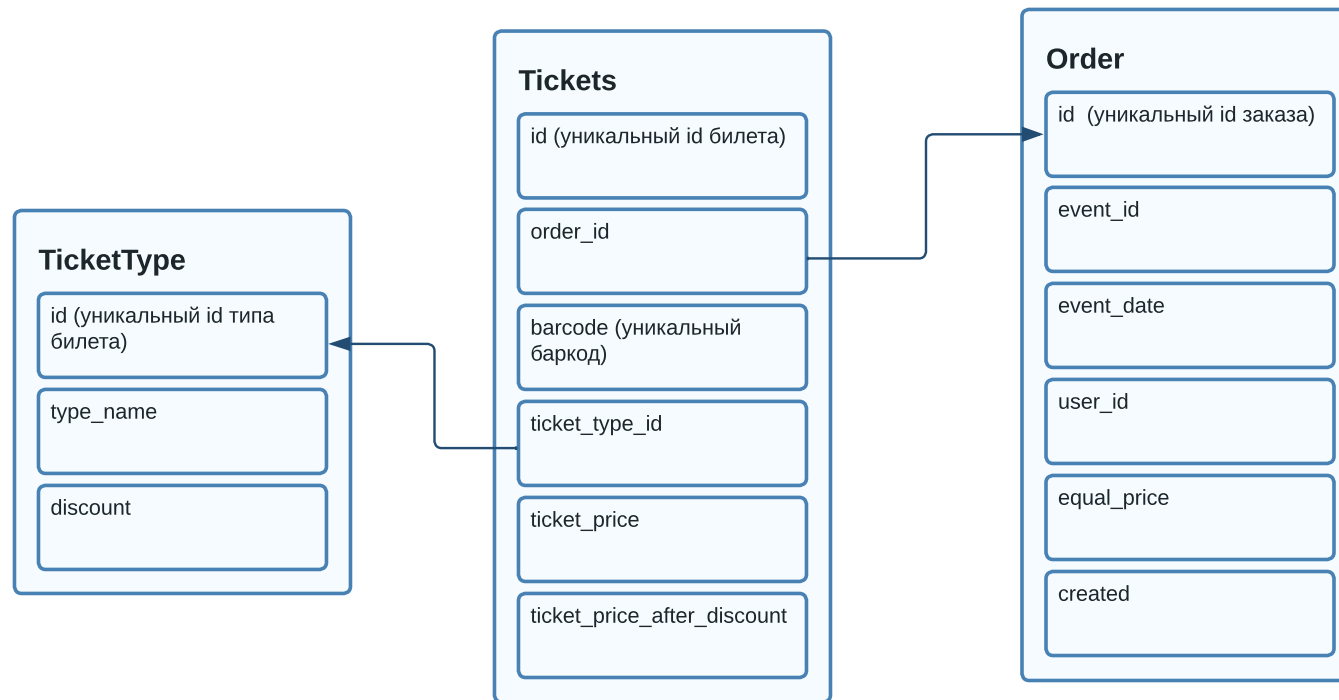 TicketType
id (уникальный id типа
билета)
type_name
discount
Tickets
id (уникальный id билета)
order_id
barcode (уникальный
баркод)
ticket_type_id
ticket_price
ticket_price_after_discount
Order
id  (уникальный id заказа)
event_id
event_date
user_id
equal_price
created